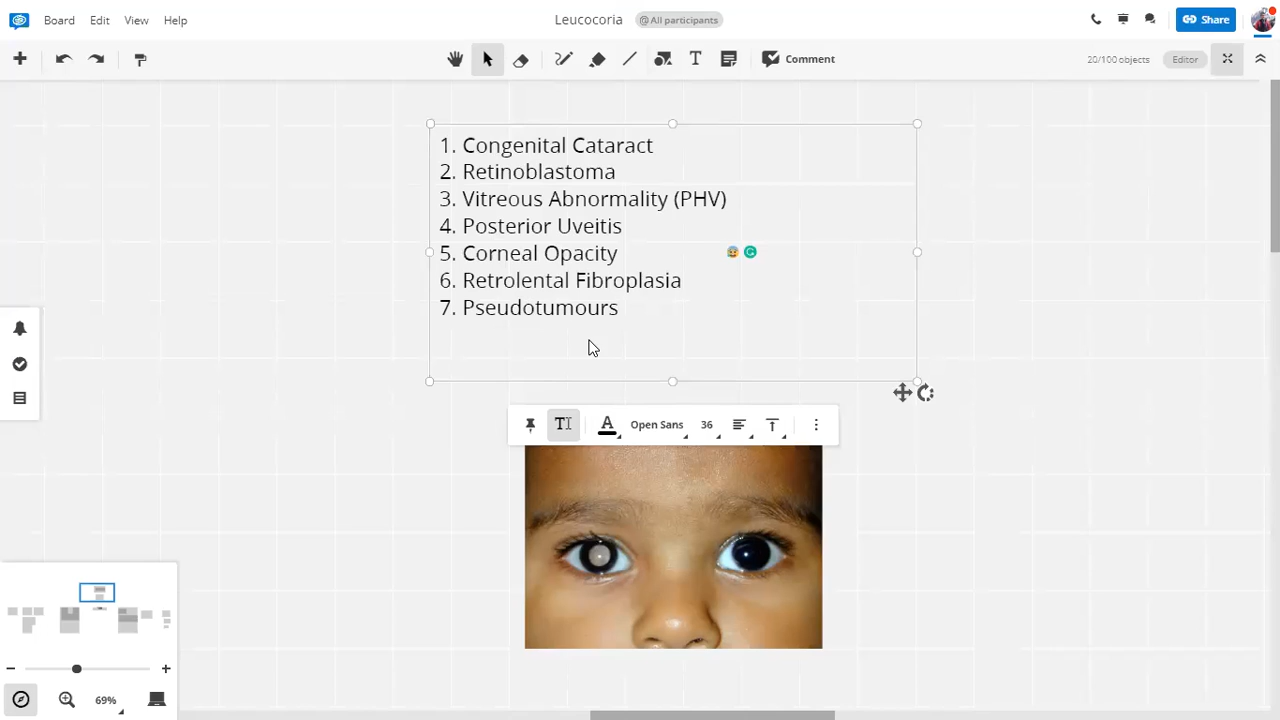 Board Edit View Help
Leucocoria
@ All participants
Share
Comment
20/100 objects
Editor
1. Congenital Cataract
2. Retinoblastoma
3. Vitreous Abnormality (PHV)
4. Posterior Uveitis
5. Corneal Opacity
6. Retrolental Fibroplasia
7. Pseudotumours
Open Sans 36
69%